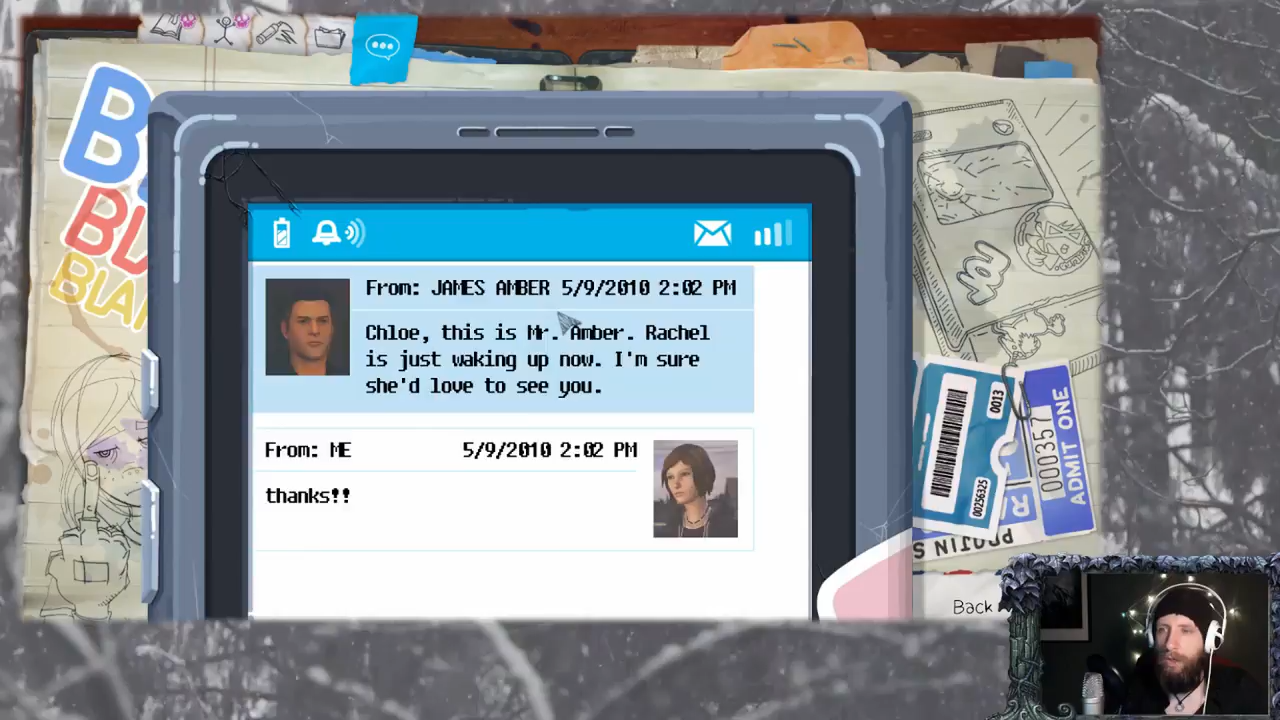 From: JAMES AMBER 5/9/2010 2:02 PM
Chloe, this is Mr. Amber. Rachel
is just waking up now. I'm sure
she'd love to see you.
From: ME 5/9/2010 2:02 PM
thanks!!
0013
00256325
000357
ADMIT ONE
Back